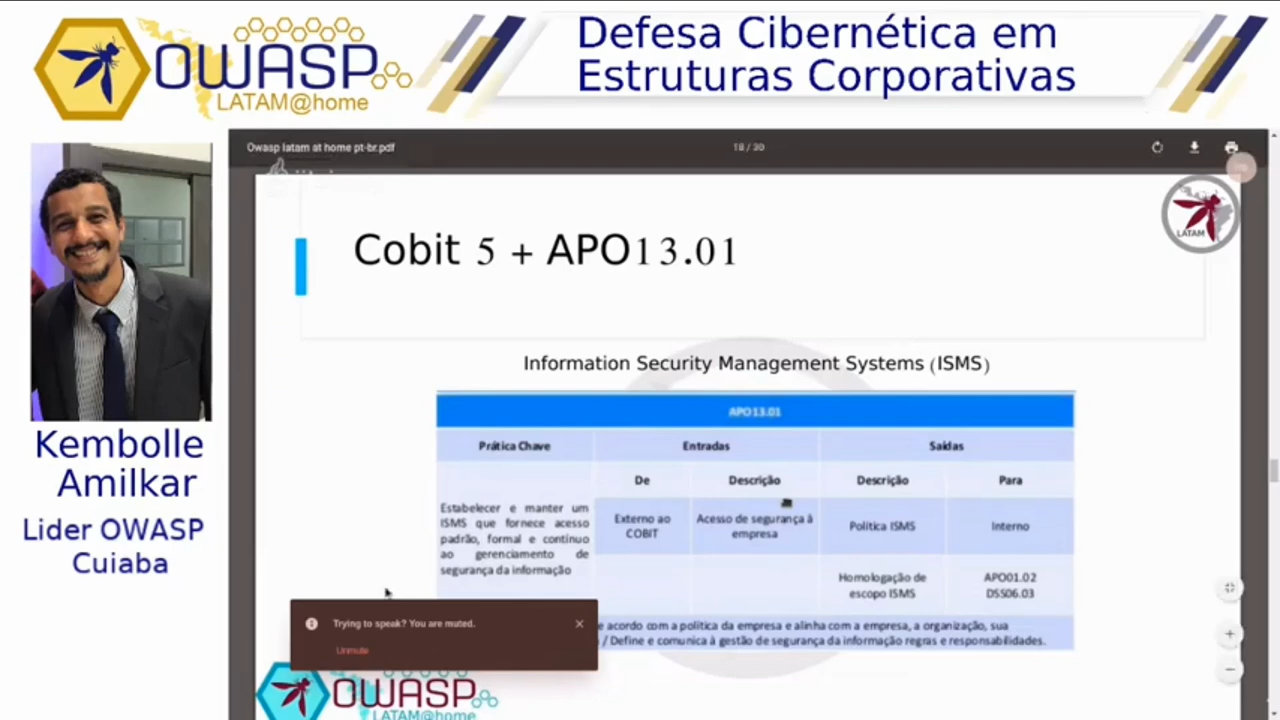 OWASP
LATAM@home
Defesa Cibernética em
Estruturas Corporativas
Owasp latam at home pt-br.pdf
18 / 30
LATAM
Cobit 5 + APO13.01
Information Security Management Systems (ISMS)
APO13.01
Prática Chave
Entradas
Saídas
De
Descrição
Descrição
Para
Estabelecer e manter um
ISMS que fornece acesso
padrão, formal e contínuo
ao gerenciamento de
segurança da informação
Externo ao
COBIT
Acesso de segurança à
empresa
Política ISMS
Interno
Homologação de
escopo ISMS
APO01.02
DSS06.03
e acordo com a política da empresa e alinha com a empresa, a organização, sua
/ Define e comunica à gestão de segurança da informação regras e responsabilidades.
Trying to speak? You are muted.
Unmute
Kembolle
Amilkar
Lider OWASP
Cuiaba
OWASP
LATAM@home